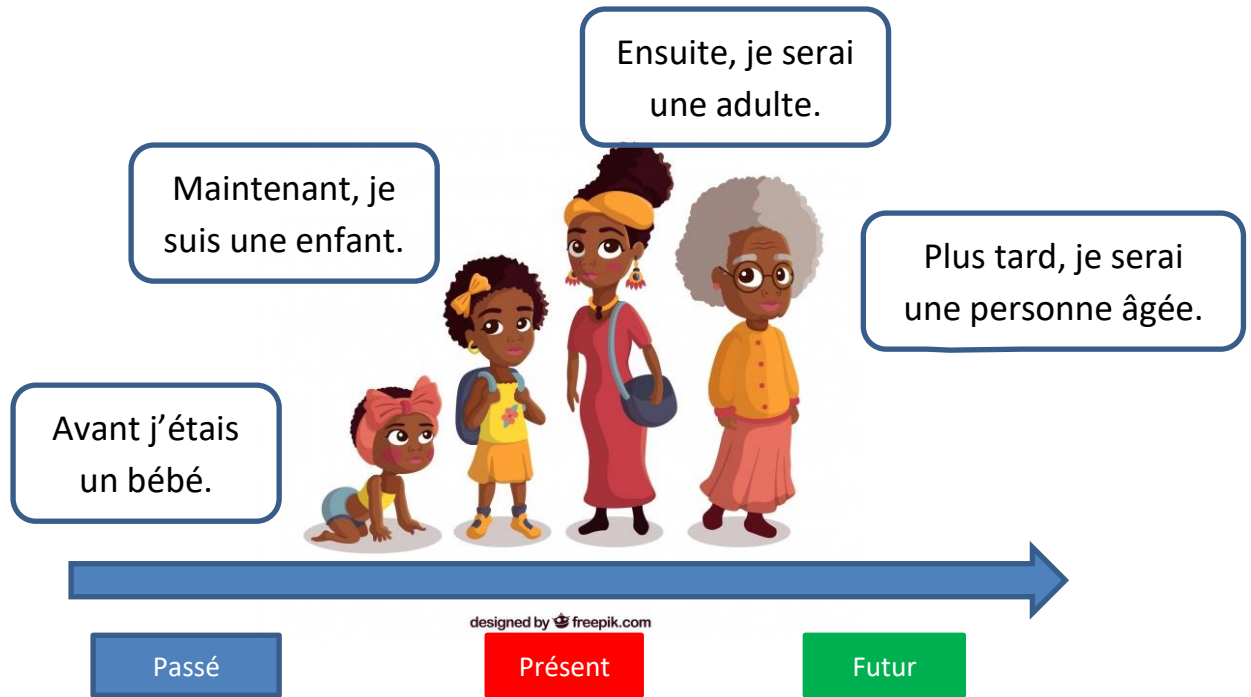 Ensuite, je serai
une adulte.
Maintenant, je
suis une enfant.
Plus tard, je serai
une personne âgée.
Avant j’étais
un bébé.
designed by freepik.com
Passé
Présent
Futur